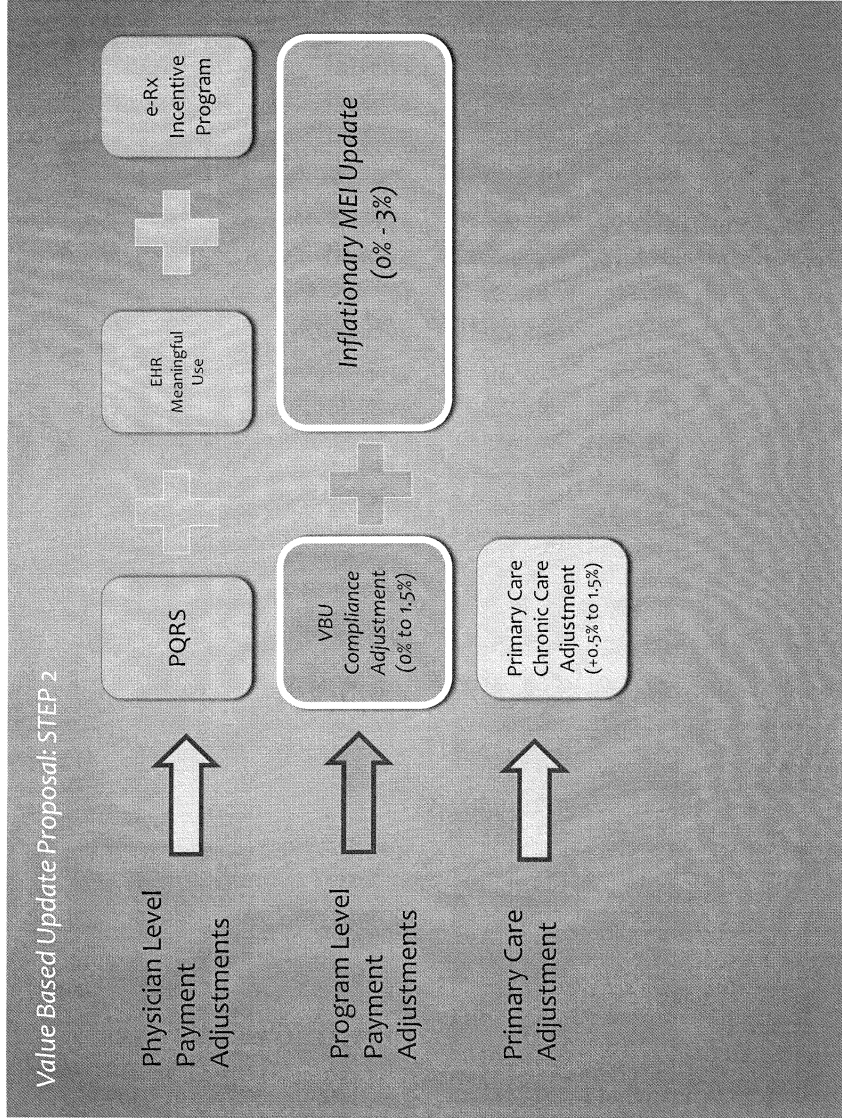 Value Based Update Proposal: STEP 2
Physician Level
Payment
Adjustments
PQRS
EHR
Meaningful
Use
e-Rx
Incentive
Program
Program Level
Payment
Adjustments
VBU
Compliance
Adjustment
(0% to 1.5%)
Inflationary MEI Update
(0% - 3%)
Primary Care
Adjustment
Primary Care
Chronic Care
Adjustment
(+0.5% to 1.5%)